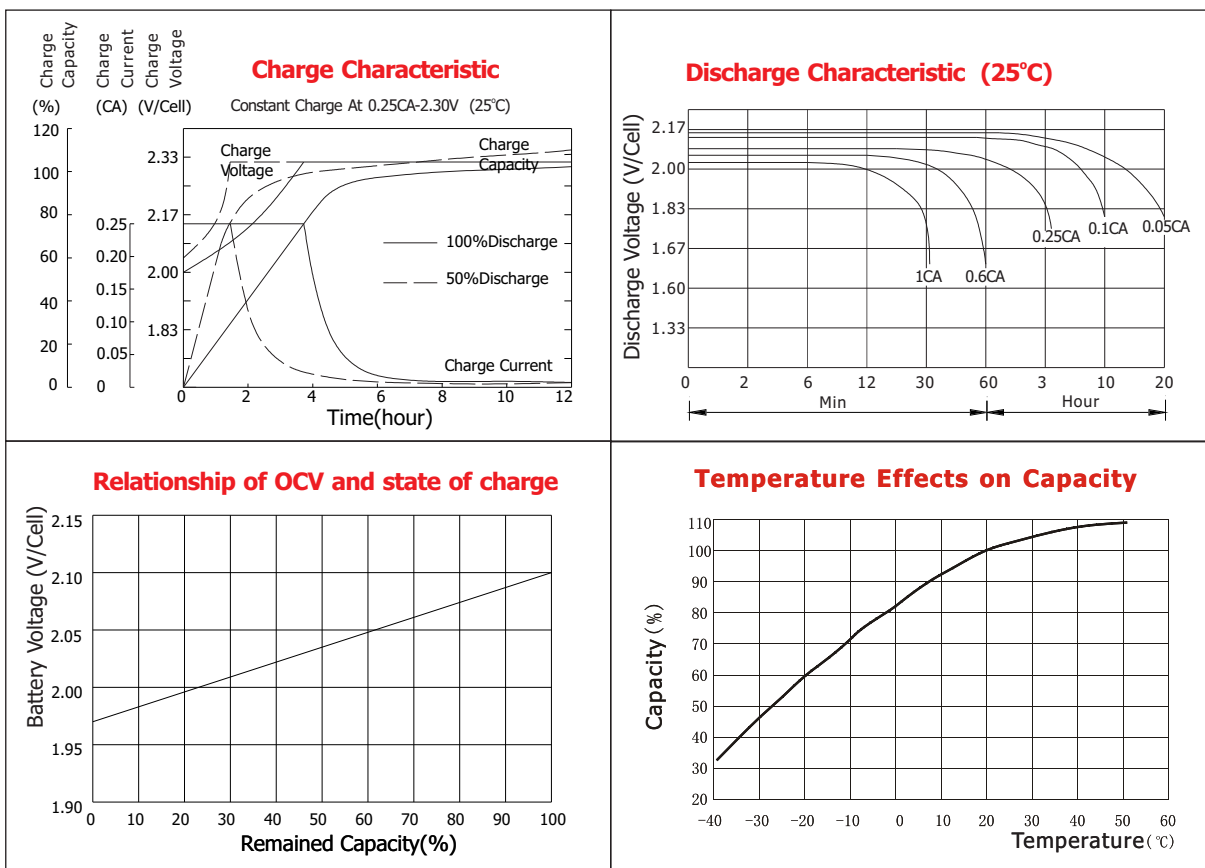 Charge Capacity
Charge Current
Charge Voltage
(%) (CA) (V/Cell)
Charge Characteristic
Constant Charge At 0.25CA-2.30V (25°C)
120
100
80
60
40
20
0
0.25
0.20
0.15
0.10
0.05
0
2.33
2.17
2.00
1.83
Charge
Voltage
Charge
Capacity
100%Discharge
50%Discharge
Charge Current
0 2 4 6 8 10 12
Time(hour)
Discharge Characteristic (25°C)
Discharge Voltage (V/Cell)
2.17
2.00
1.83
1.67
1.60
1.33
1CA 0.6CA 0.25CA 0.1CA 0.05CA
0 2 6 12 30 60 3 10 20
Min Hour
Relationship of OCV and state of charge
Battery Voltage (V/Cell)
2.15
2.10
2.05
2.00
1.95
1.90
0 10 20 30 40 50 60 70 80 90 100
Remained Capacity(%)
Temperature Effects on Capacity
Capacity(%)
110
100
90
80
70
60
50
40
30
20
-40 -30 -20 -10 0 10 20 30 40 50 60
Temperature(℃)